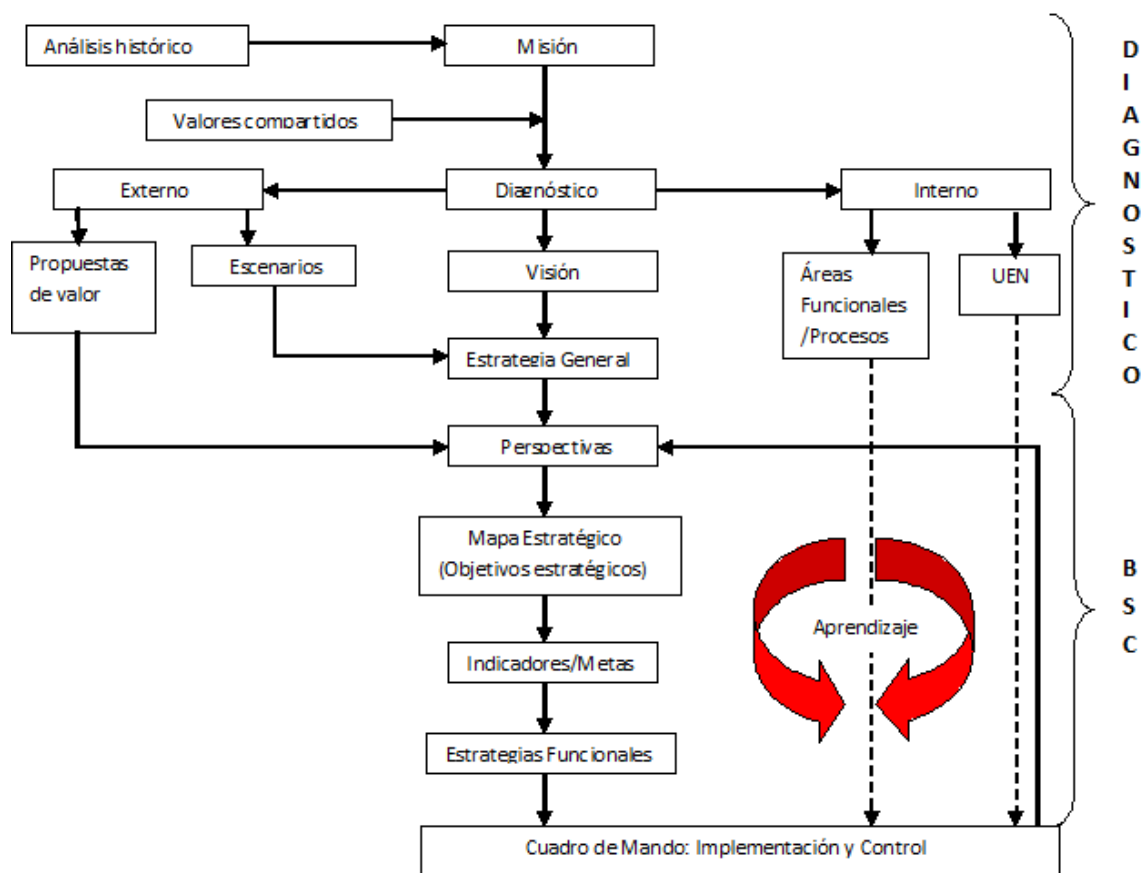 Análisis histórico
Misión
Valores compartidos
Externo
Diagnóstico
Interno
Propuestas
de valor
Escenarios
Visión
Áreas
Funcionales
/Procesos
UEN
Estrategia General
Perspectivas
Mapa Estratégico
(Objetivos estratégicos)
Aprendizaje
Indicadores/Metas
Estrategias Funcionales
Cuadro de Mando: Implementación y Control
D
I
A
G
N
O
S
T
I
C
O
B
S
C